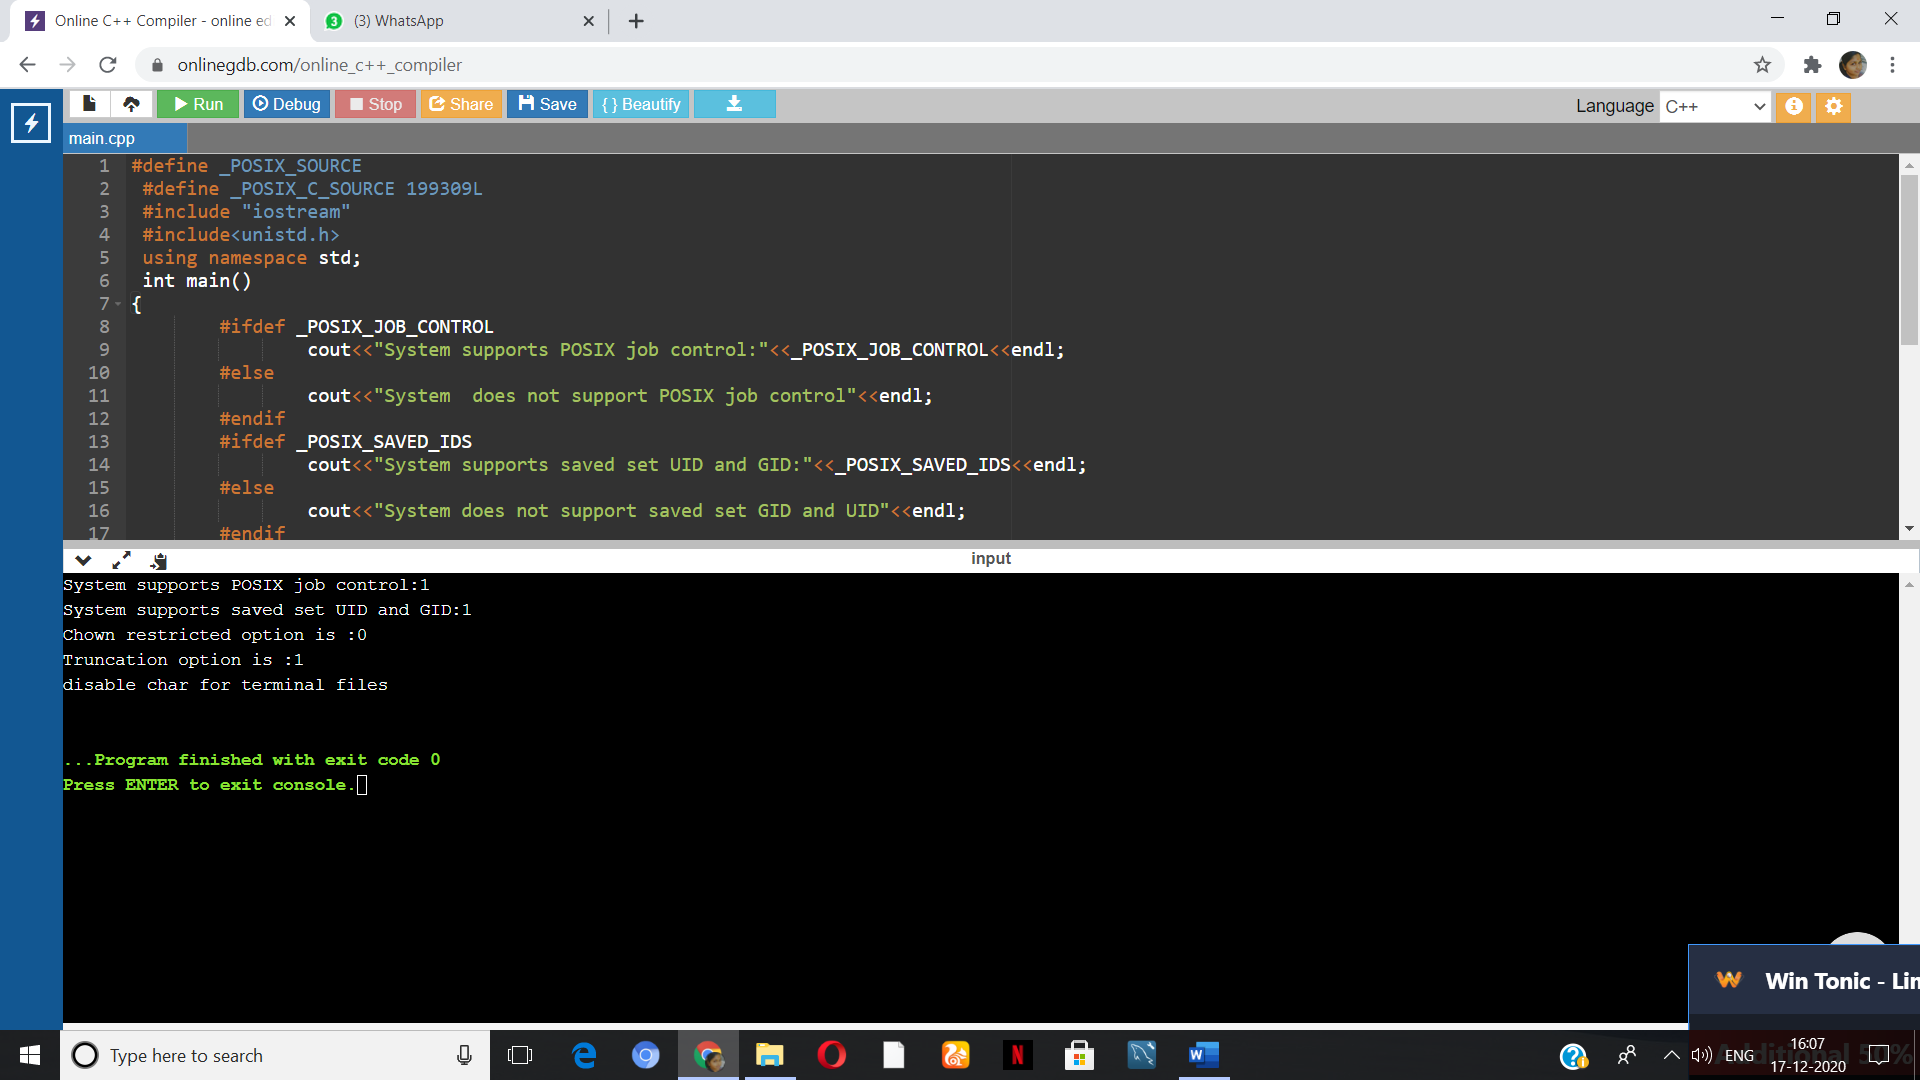 Online C++ Compiler - online ed
(3) WhatsApp
onlinegdb.com/online_c++_compiler
Run
Debug
Stop
Share
Save
{ } Beautify
Language C++
main.cpp
1 #define _POSIX_SOURCE
2 #define _POSIX_C_SOURCE 199309L
3 #include "iostream"
4 #include<unistd.h>
5 using namespace std;
6 int main()
7 {
8 #ifdef _POSIX_JOB_CONTROL
9 cout<<"System supports POSIX job control:"<<_POSIX_JOB_CONTROL<<endl;
10 #else
11 cout<<"System  does not support POSIX job control"<<endl;
12 #endif
13 #ifdef _POSIX_SAVED_IDS
14 cout<<"System supports saved set UID and GID:"<<_POSIX_SAVED_IDS<<endl;
15 #else
16 cout<<"System does not support saved set GID and UID"<<endl;
17 #endif
input
System supports POSIX job control:1
System supports saved set UID and GID:1
Chown restricted option is :0
Truncation option is :1
disable char for terminal files
...Program finished with exit code 0
Press ENTER to exit console.
Win Tonic - Lin
Type here to search
ENG
16:07
17-12-2020
Additional 50%